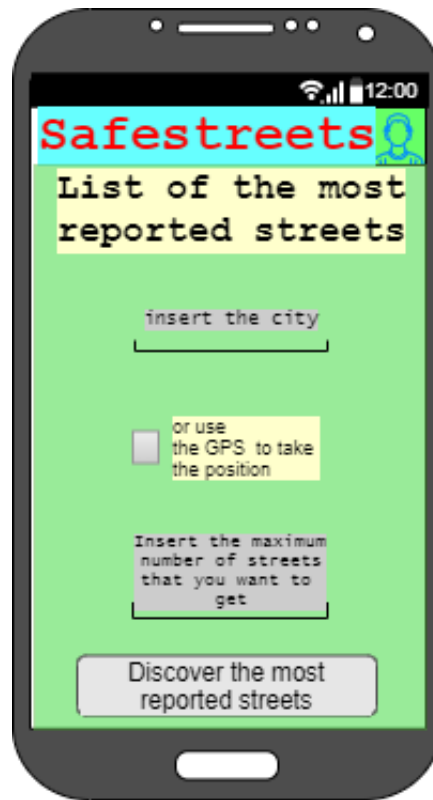 12:00
Safestreets
List of the most
reported streets
insert the city
or use
the GPS to take
the position
Insert the maximum
number of streets
that you want to
get
Discover the most
reported streets